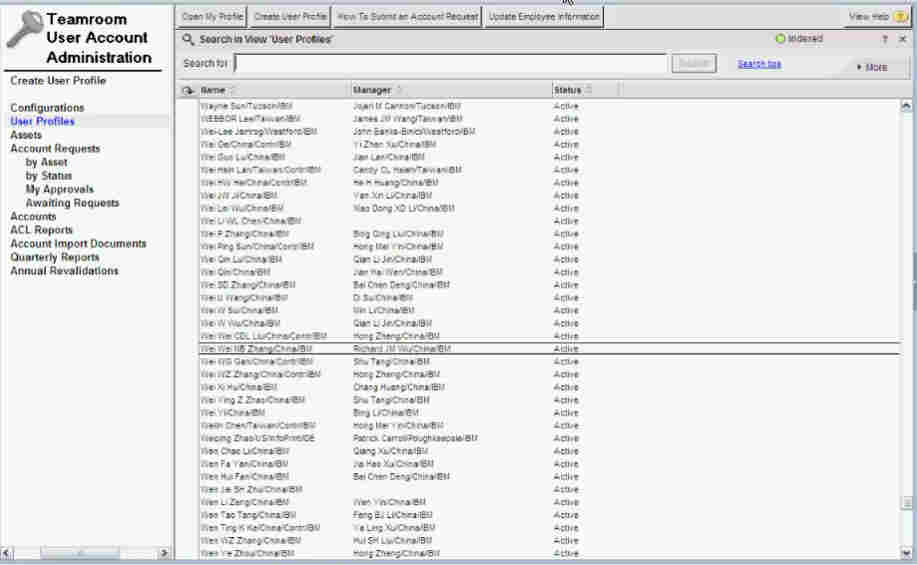 Teamroom
User Account
Administration
Create User Profile
Configurations
User Profiles
Assets
Account Requests
by Asset
by Status
My Approvals
Awaiting Requests
Accounts
ACL Reports
Account Import Documents
Quarterly Reports
Annual Revalidations
Open My Profile Create User Profile How To Submit an Account Request Update Employee Information View Help ?
Search in View 'User Profiles' Indexed ? ×
Search for Search Search tips More
Name Manager Status
Wayne Sun/Tucson/IBM Jojari M Cannon/Tucson/IBM Active
WEBBOR Lee/Taiwan/IBM James JW Wang/Taiwan/IBM Active
Wei-Lee Jamrog/Westford/IBM John Banks-Binici/Westford/IBM Active
Wei Ge/China/Contr/IBM Yi Zhen Xu/China/IBM Active
Wei Guo Lu/China/IBM Jian Lan/China/IBM Active
Wei Hsin Lan/Taiwan/Contr/IBM Candy CL Hsieh/Taiwan/IBM Active
Wei HW He/China/Contr/IBM He H Huang/China/IBM Active
Wei JW Ji/China/IBM Yan Xin Li/China/IBM Active
Wei Lei Wu/China/IBM Xiao Dong XD Li/China/IBM Active
Wei Li WL Chen/China/IBM Active
Wei P Zhang/China/IBM Bing Qing Liu/China/IBM Active
Wei Ping Sun/China/Contr/IBM Hong Mei Yin/China/IBM Active
Wei Qin Lu/China/IBM Qian Li Jin/China/IBM Active
Wei Qin/China/IBM Jian Hai Wen/China/IBM Active
Wei SD Zhang/China/IBM Bei Chen Deng/China/IBM Active
Wei U Wang/China/IBM Di Su/China/IBM Active
Wei W Su/China/IBM Min Li/China/IBM Active
Wei W Wu/China/IBM Qian Li Jin/China/IBM Active
Wei Wei CDL Liu/China/Contr/IBM Hong Zheng/China/IBM Active
Wei Wei NB Zhang/China/IBM Richard JM Wu/China/IBM Active
Wei WG Gan/China/Contr/IBM Shu Tang/China/IBM Active
Wei WZ Zhang/China/Contr/IBM Hong Zheng/China/IBM Active
Wei Xi Hu/China/IBM Chang Huang/China/IBM Active
Wei Ying Z Zhao/China/IBM Shu Tang/China/IBM Active
Wei Yi/China/IBM Bing Li/China/IBM Active
Weilin Chen/Taiwan/Contr/IBM Hong Mei Yin/China/IBM Active
Weiping Zhao/US/InfoPrint/IDE Patrick Carroll/Poughkeepsie/IBM Active
Wen Chao Li/China/IBM Qiang Xu/China/IBM Active
Wen Fa Yan/China/IBM Jia Hao Xu/China/IBM Active
Wen Hui Fan/China/IBM Bei Chen Deng/China/IBM Active
Wen Jie SH Zhu/China/IBM Active
Wen Li Zeng/China/IBM Wen Yin/China/IBM Active
Wen Tao Tang/China/IBM Feng BJ Li/China/IBM Active
Wen Ting K Ke/China/Contr/IBM Ya Ling Xu/China/IBM Active
Wen WZ Zhang/China/IBM Hui SH Liu/China/IBM Active
Wen Ye Zhou/China/IBM Hong Zheng/China/IBM Active